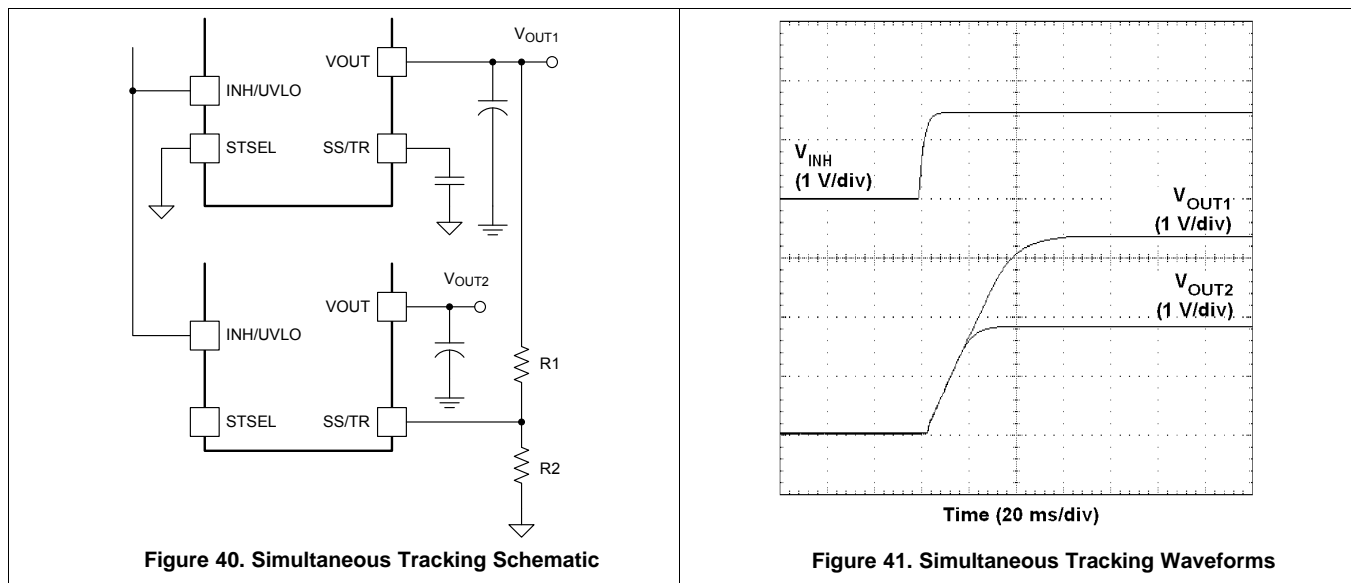 VOUT1
VOUT
INH/UVLO
STSEL
SS/TR
VOUT2
VOUT
INH/UVLO
R1
STSEL
SS/TR
R2
Figure 40. Simultaneous Tracking Schematic
VINH
(1 V/div)
VOUT1
(1 V/div)
VOUT2
(1 V/div)
Time (20 ms/div)
Figure 41. Simultaneous Tracking Waveforms